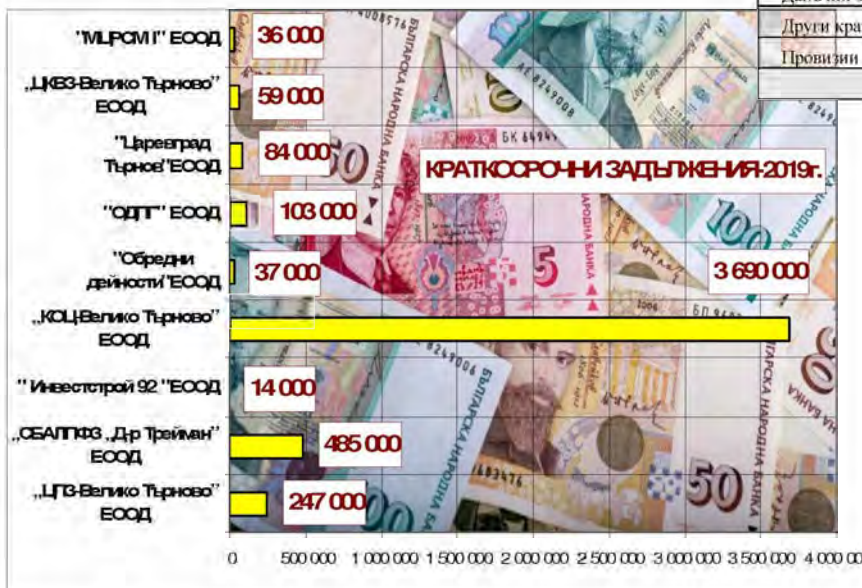 Други кра
Провизии
"МЦРСМ І" ЕООД
36 000
„ЦКВЗ-Велико Търново"
ЕООД
59 000
"Царевград
Търнов"ЕООД
84 000
КРАТКОСРОЧНИ ЗАДЪЛЖЕНИЯ-2019г.
"ОДПГ" ЕООД
103 000
"Обредни
дейности"ЕООД
37 000
3 690 000
„КОЦ-Велико Търново"
ЕООД
" Инвестстрой 92 "ЕООД
14 000
„СБАЛПФЗ „Д-р Трейман"
ЕООД
485 000
„ЦПЗ-Велико Търново"
ЕООД
247 000
0 500 000 1 000 000 1 500 000 2 000 000 2 500 000 3 000 000 3 500 000 4 000 00